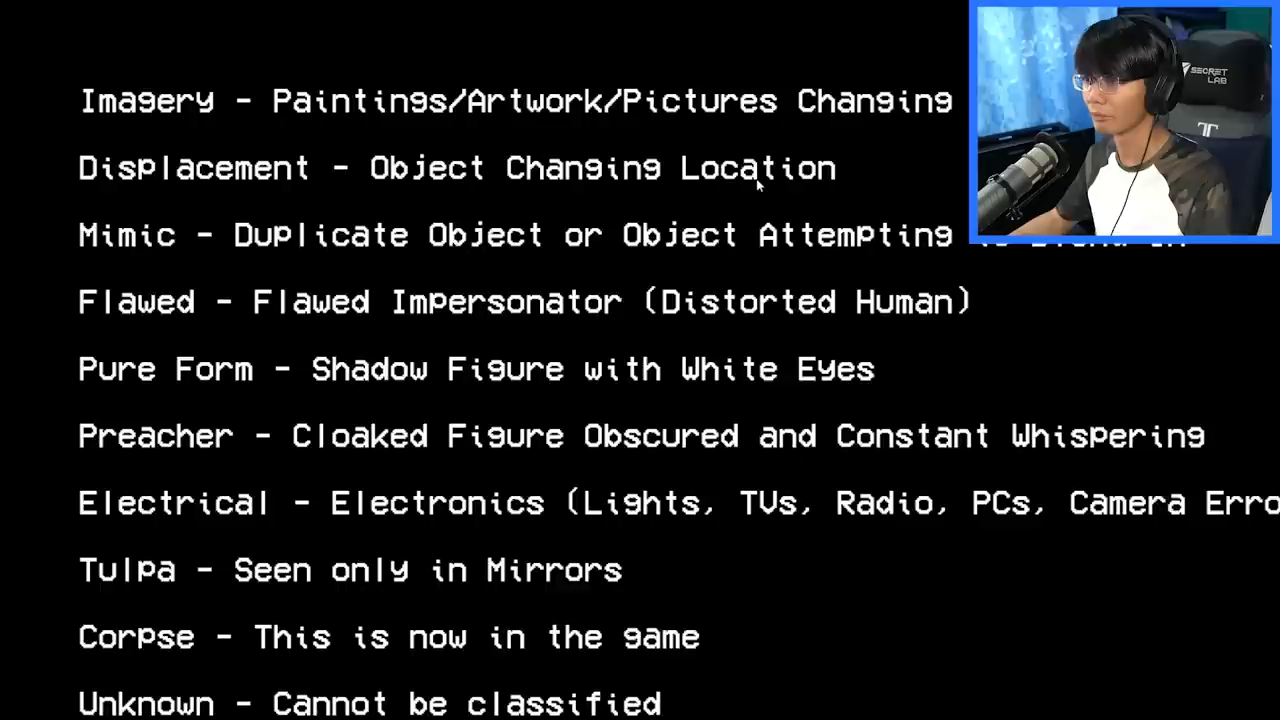 Imagery - Paintings/Artwork/Pictures Changing
Displacement - Object Changing Location
Mimic - Duplicate Object or Object Attempting
Flawed - Flawed Impersonator (Distorted Human)
Pure Form - Shadow Figure with White Eyes
Preacher - Cloaked Figure Obscured and Constant Whispering
Electrical - Electronics (Lights, TVs, Radio, PCs, Camera Erro
Tulpa - Seen only in Mirrors
Corpse - This is now in the game
Unknown - Cannot be classified
SECRET
LAB